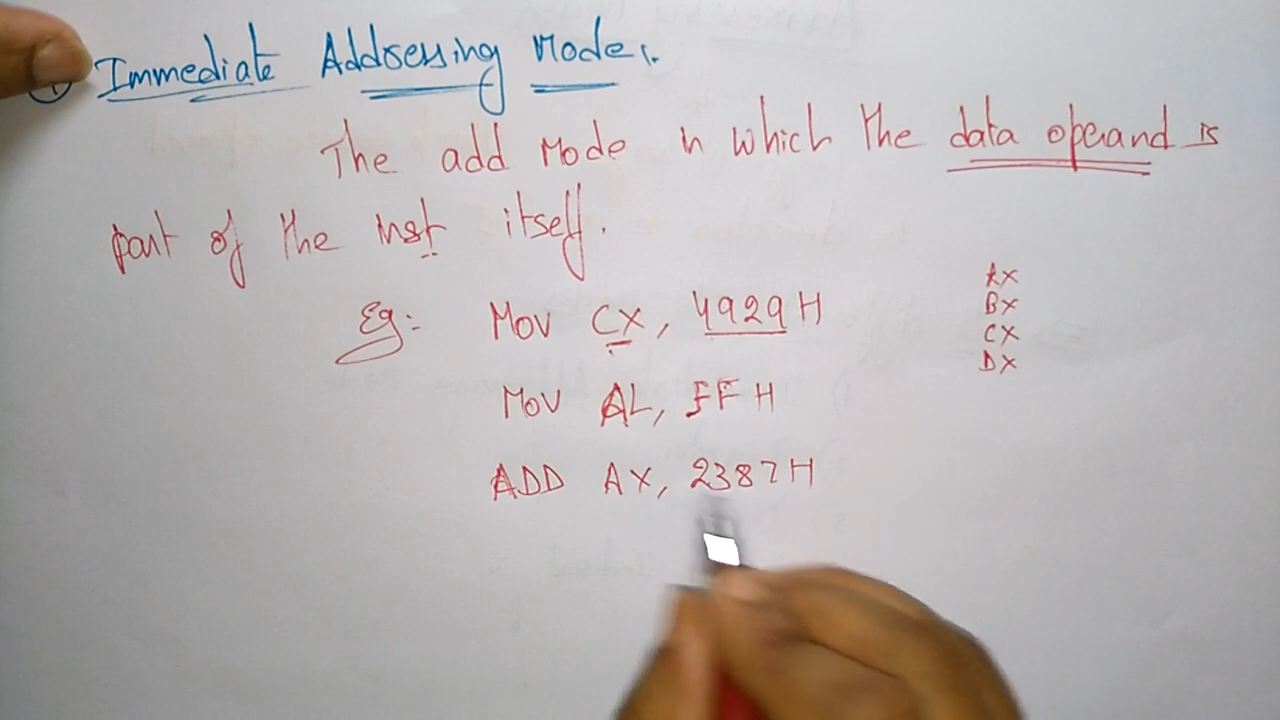 ① Immediate Addressing Mode:.
The add Mode in which the data operand is
part of the inst itself.
Eg:- Mov CX, 4929H
Mov AL, FFH
ADD AX, 2387H
AX
BX
CX
DX